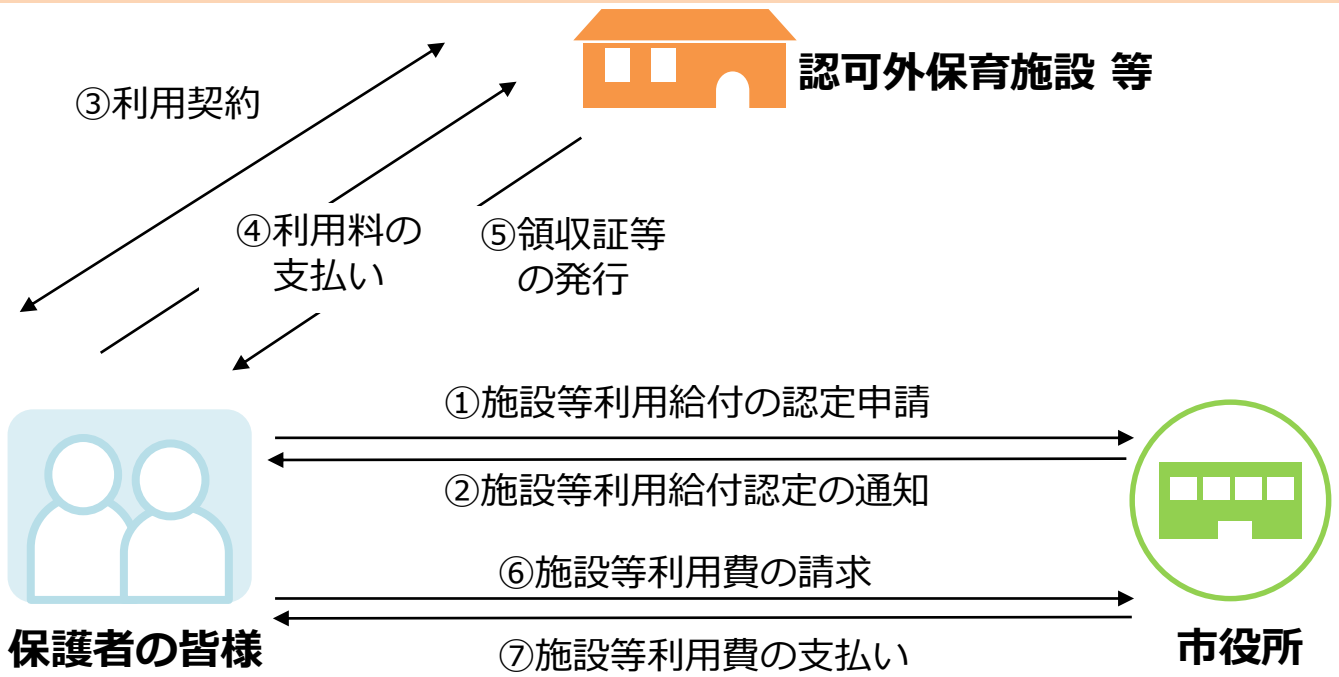 認可外保育施設 等
③利用契約
④利用料の
支払い
⑤領収証等
の発行
①施設等利用給付の認定申請
②施設等利用給付認定の通知
⑥施設等利用費の請求
⑦施設等利用費の支払い
保護者の皆様
市役所